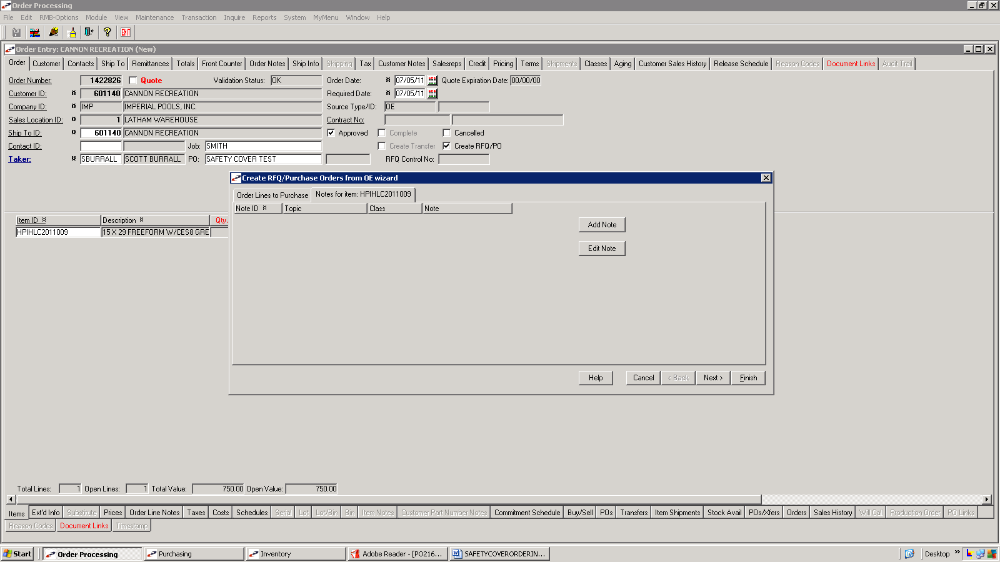 Order Processing
File Edit RMB-Options Module View Maintenance Transaction Inquire Reports System MyMenu Window Help
EXIT
Order Entry: CANNON RECREATION (New)
Order Customer Contacts Ship To Remittances Totals Front Counter Order Notes Ship Info Shipping Tax Customer Notes Salesreps Credit Pricing Terms Shipments Classes Aging Customer Sales History Release Schedule Reason Codes Document Links Audit Trail
Order Number: 1422826 Quote Validation Status: OK Order Date: 07/05/11 Quote Expiration Date: 00/00/00
Customer ID: 601140 CANNON RECREATION Required Date: 07/05/11
Company ID: IMP IMPERIAL POOLS, INC. Source Type/ID: OE
Sales Location ID: 1 LATHAM WAREHOUSE Contract No:
Ship To ID: 601140 CANNON RECREATION Approved Complete Cancelled
Contact ID: Job: SMITH Create Transfer Create RFQ/PO
Taker: SBURRALL SCOTT BURRALL PO: SAFETY COVER TEST RFQ Control No:
Create RFQ/Purchase Orders from OE wizard
Order Lines to Purchase Notes for item: HPIHLC2011009
Note ID Topic Class Note
Add Note
Edit Note
Help Cancel < Back Next > Finish
Item ID Description Qty
HPIHLC2011009 15 X 29 FREEFORM W/CES8 GRE
Total Lines: 1 Open Lines: 1 Total Value: 750.00 Open Value: 750.00
Items Ext'd Info Substitute Prices Order Line Notes Taxes Costs Schedules Serial Lot Lot/Bin Bin Item Notes Customer Part Number Notes Commitment Schedule Buy/Sell POs Transfers Item Shipments Stock Avail POs/Xfers Orders Sales History Will Call Production Order PO Links
Reason Codes Document Links Timestamp
Start Order Processing Purchasing Inventory Adobe Reader - [PO216... SAFETYCOVERORDERIN... Desktop »